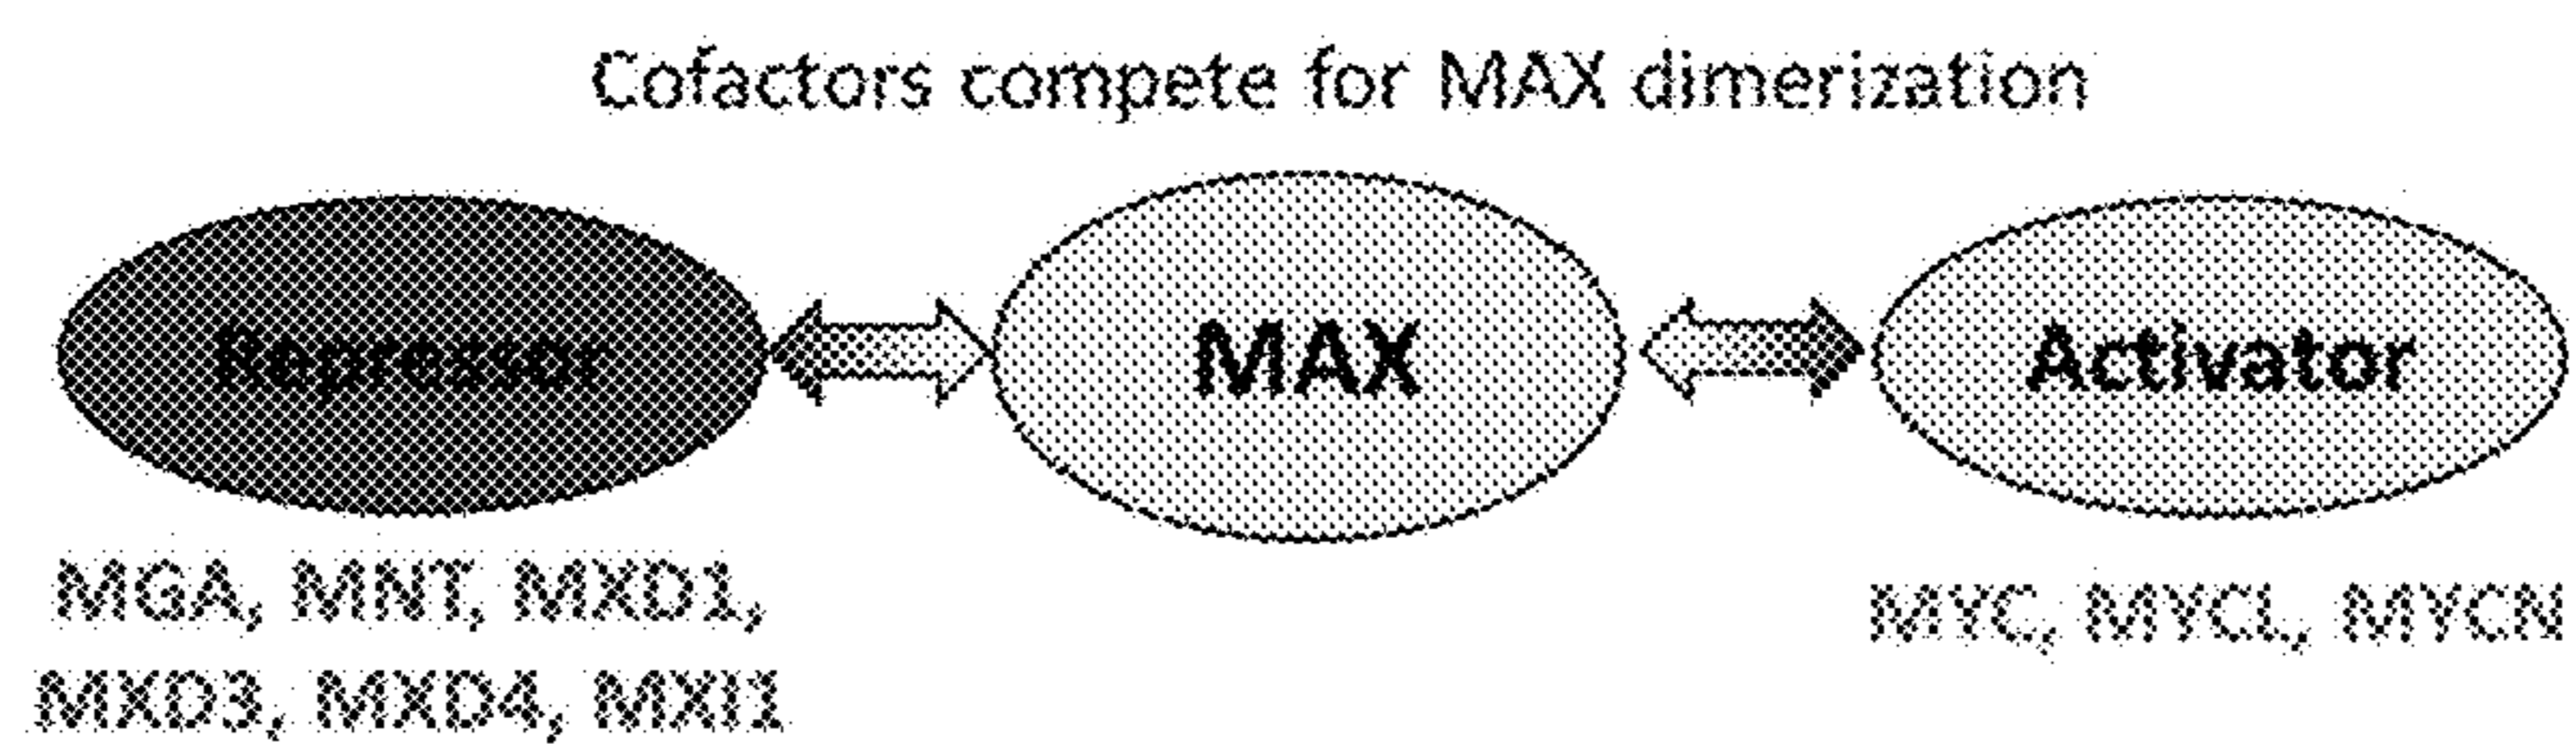 Cofactors compete for MAX dimerization
Repressor
MAX
Activator
MGA, MNT, MXD1,
MXD3, MXD4, MXI1
MYC, MYCL, MYCN